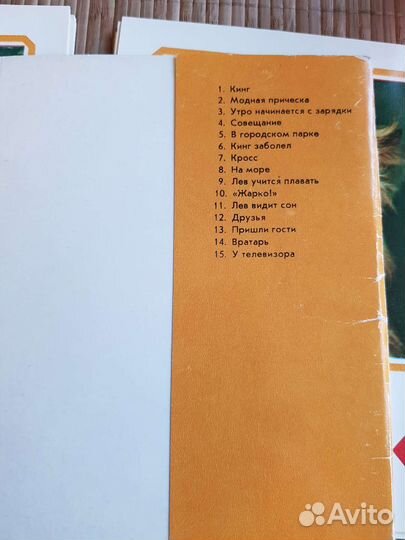 1. Кинг
2. Модная прическа
3. Утро начинается с зарядки
4. Совещание
5. В городском парке
6. Кинг заболел
7. Кросс
8. На море
9. Лев учится плавать
10. «Жарко!»
11. Лев видит сон
12. Друзья
13. Пришли гости
14. Вратарь
15. У телевизора
Avito